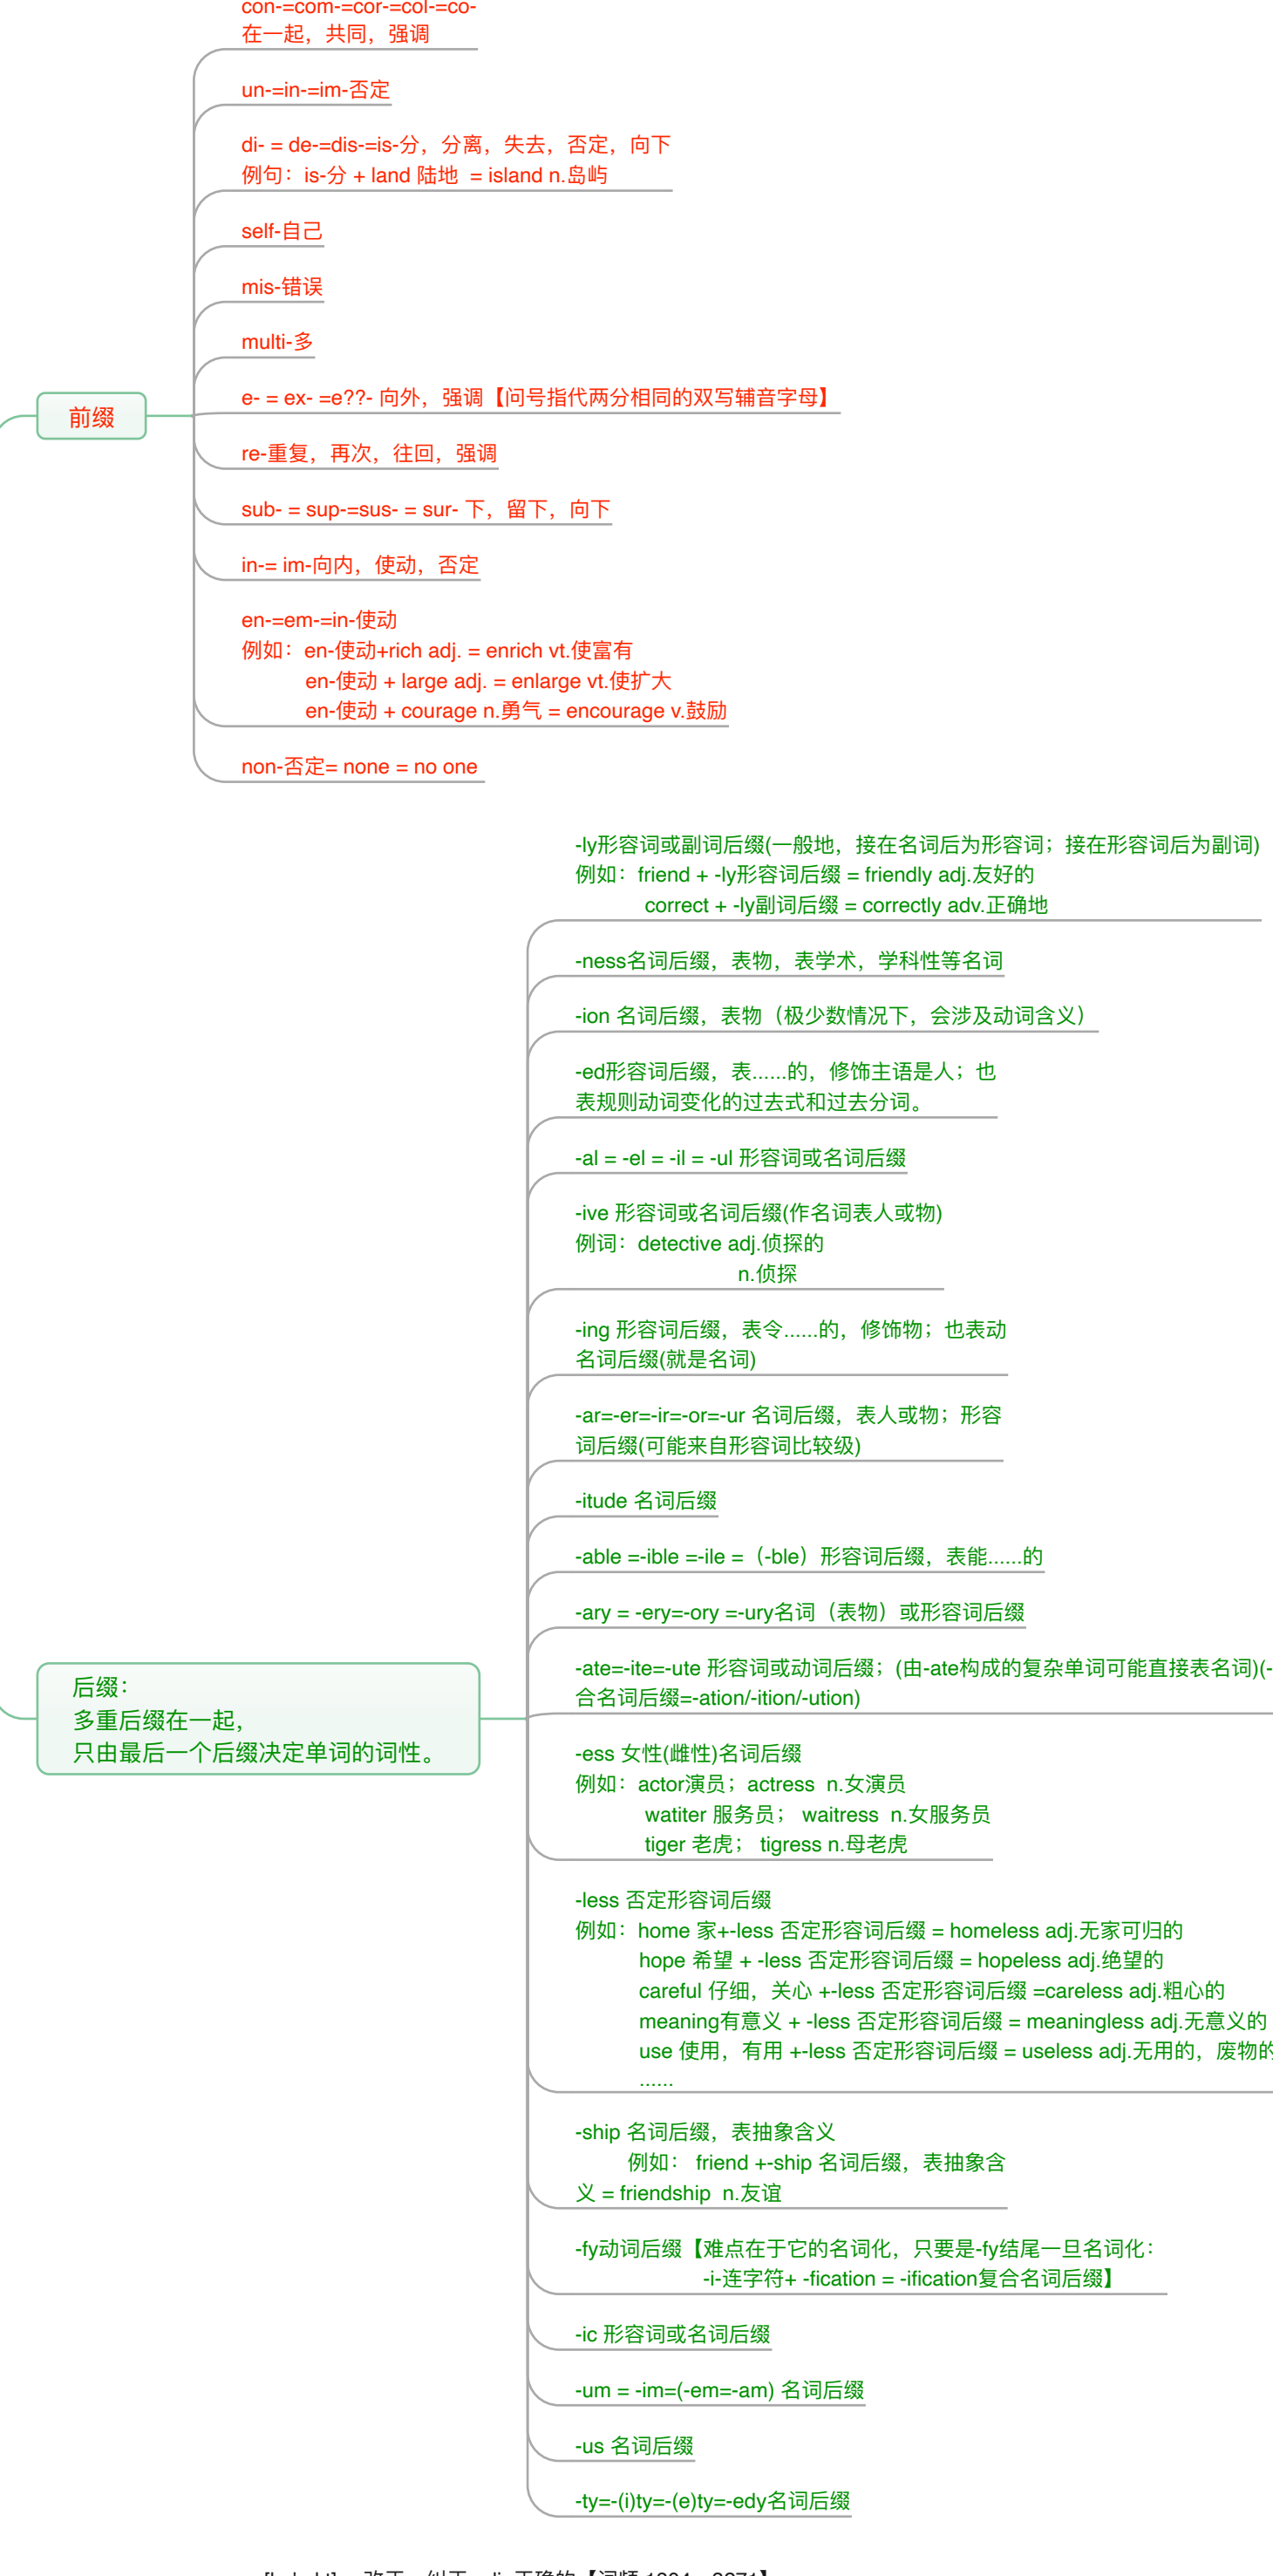 con-=com-=cor-=col-=co-
在一起，共同，强调
un-=in-=im-否定
di- = de-=dis-=is-分，分离，失去，否定，向下
例句：is-分 + land 陆地  = island n.岛屿
self-自己
mis-错误
multi-多
前缀
e- = ex- =e??- 向外，强调【问号指代两分相同的双写辅音字母】
re-重复，再次，往回，强调
sub- = sup-=sus- = sur- 下，留下，向下
in-= im-向内，使动，否定
en-=em-=in-使动
例如：en-使动+rich adj. = enrich vt.使富有
en-使动 + large adj. = enlarge vt.使扩大
en-使动 + courage n.勇气 = encourage v.鼓励
non-否定= none = no one
-ly形容词或副词后缀(一般地，接在名词后为形容词；接在形容词后为副词)
例如：friend + -ly形容词后缀 = friendly adj.友好的
correct + -ly副词后缀 = correctly adv.正确地
-ness名词后缀，表物，表学术，学科性等名词
-ion 名词后缀，表物（极少数情况下，会涉及动词含义）
-ed形容词后缀，表......的，修饰主语是人；也
表规则动词变化的过去式和过去分词。
-al = -el = -il = -ul 形容词或名词后缀
-ive 形容词或名词后缀(作名词表人或物)
例词：detective adj.侦探的
n.侦探
-ing 形容词后缀，表令......的，修饰物；也表动
名词后缀(就是名词)
-ar=-er=-ir=-or=-ur 名词后缀，表人或物；形容
词后缀(可能来自形容词比较级)
-itude 名词后缀
-able =-ible =-ile =（-ble）形容词后缀，表能......的
-ary = -ery=-ory =-ury名词（表物）或形容词后缀
后缀：
多重后缀在一起，
只由最后一个后缀决定单词的词性。
-ate=-ite=-ute 形容词或动词后缀；(由-ate构成的复杂单词可能直接表名词)(-
合名词后缀=-ation/-ition/-ution)
-ess 女性(雌性)名词后缀
例如：actor演员；actress  n.女演员
watiter 服务员； waitress  n.女服务员
tiger 老虎； tigress n.母老虎
-less 否定形容词后缀
例如：home 家+-less 否定形容词后缀 = homeless adj.无家可归的
hope 希望 + -less 否定形容词后缀 = hopeless adj.绝望的
careful 仔细，关心 +-less 否定形容词后缀 =careless adj.粗心的
meaning有意义 + -less 否定形容词后缀 = meaningless adj.无意义的
use 使用，有用 +-less 否定形容词后缀 = useless adj.无用的，废物的
......
-ship 名词后缀，表抽象含义
例如： friend +-ship 名词后缀，表抽象含
义 = friendship  n.友谊
-fy动词后缀【难点在于它的名词化，只要是-fy结尾一旦名词化：
-i-连字符+ -fication = -ification复合名词后缀】
-ic 形容词或名词后缀
-um = -im=(-em=-am) 名词后缀
-us 名词后缀
-ty=-(i)ty=-(e)ty=-edy名词后缀